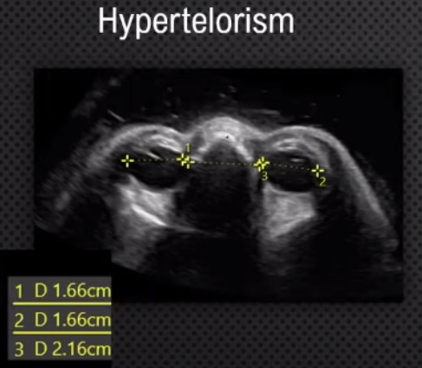 Hypertelorism
1
3
2
1 D 1.66cm
2 D 1.66cm
3 D 2.16cm